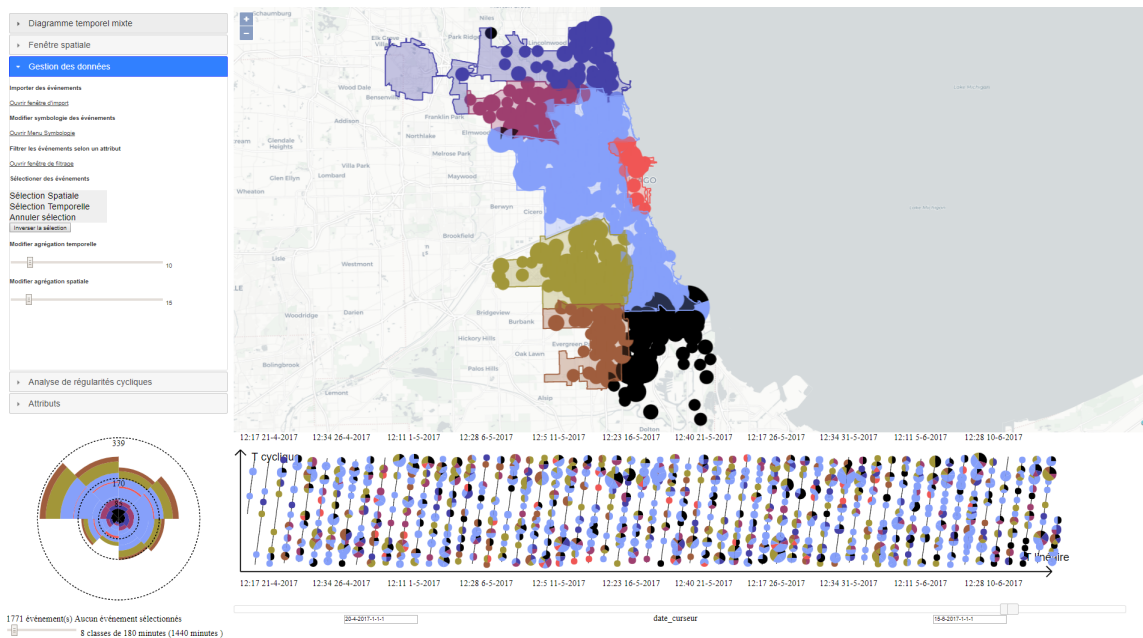 Diagramme temporel mixte
Fenêtre spatiale
Gestion des données
Importer des événements
Ouvrir fenêtre d'import
Modifier symbologie des événements
Ouvrir Menu Symbologie
Filtrer les événements selon un attribut
Ouvrir fenêtre de filtrage
Sélectioner des événements
Sélection Spatiale
Sélection Temporelle
Annuler sélection
Inverser la sélection
Modifier agrégation temporelle
10
Modifier agrégation spatiale
15
Analyse de régularités cycliques
Attributs
+
−
Schaumburg
Niles
Park Ridge
Lincolnwood
Elk Grove
Village
Wood Dale
Bensenville
Addison
Franklin Park
Northlake
Elmwood
Glendale
Heights
Melrose Park
Villa Park
Glen Ellyn
Lombard
Maywood
Wheaton
Berwyn
Cicero
Brookfield
Lisle
Westmont
Woodridge
Darien
Bridgeview
Burbank
Hickory Hills
Evergreen
Oak Lawn
Bolingbrook
Palos Hills
Lemont
Alsip
Dolton
GO
Lake Michigan
339
170
12:17 21-4-2017 12:34 26-4-2017 12:11 1-5-2017 12:28 6-5-2017 12:5 11-5-2017 12:23 16-5-2017 12:40 21-5-2017 12:17 26-5-2017 12:34 31-5-2017 12:11 5-6-2017 12:28 10-6-2017
T cyclique
T linéaire
12:17 21-4-2017 12:34 26-4-2017 12:11 1-5-2017 12:28 6-5-2017 12:5 11-5-2017 12:23 16-5-2017 12:40 21-5-2017 12:17 26-5-2017 12:34 31-5-2017 12:11 5-6-2017 12:28 10-6-2017
20-4-2017-1-1-1
date_curseur
15-6-2017-1-1-1
1771 événement(s) Aucun événement sélectionnés
8 classes de 180 minutes (1440 minutes )